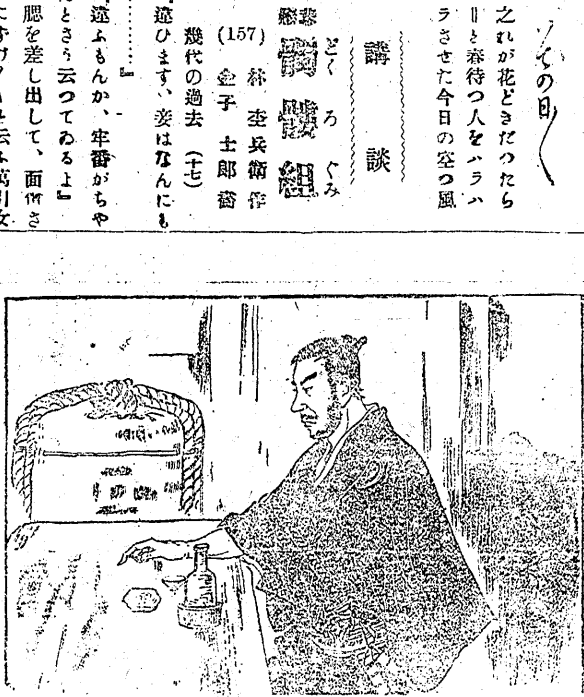 その日〱
之れが花どきだつたら
＝と春待つ人をハラハ
ラさせた今日の空つ風
講談
髑髏組
どくろぐみ
(157)
林杢兵衛作
金子士郎畵
幾代の過去(十七)
違ひます、妾はなんにも
…………』
違ふもんか、牢番がちや
んとさう云つてゐるよ』
腮を差し出して、面憎さ